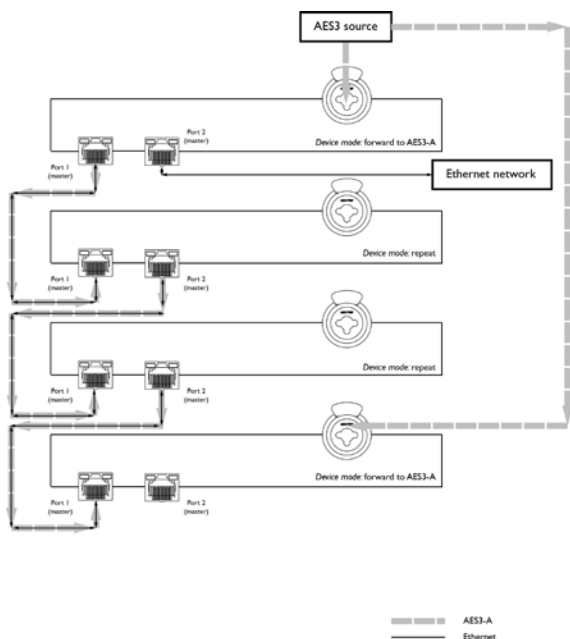 AES3 source
Port 2
(master)
Device mode: forward to AES3-A
Port 1
(master)
Ethernet network
Device mode: repeat
Port 1
(master)
Port 2
(master)
Device mode: repeat
Port 1
(master)
Port 2
(master)
Device mode: forward to AES3-A
Port 1
(master)
Port 2
(master)
AES3-A
Ethernet